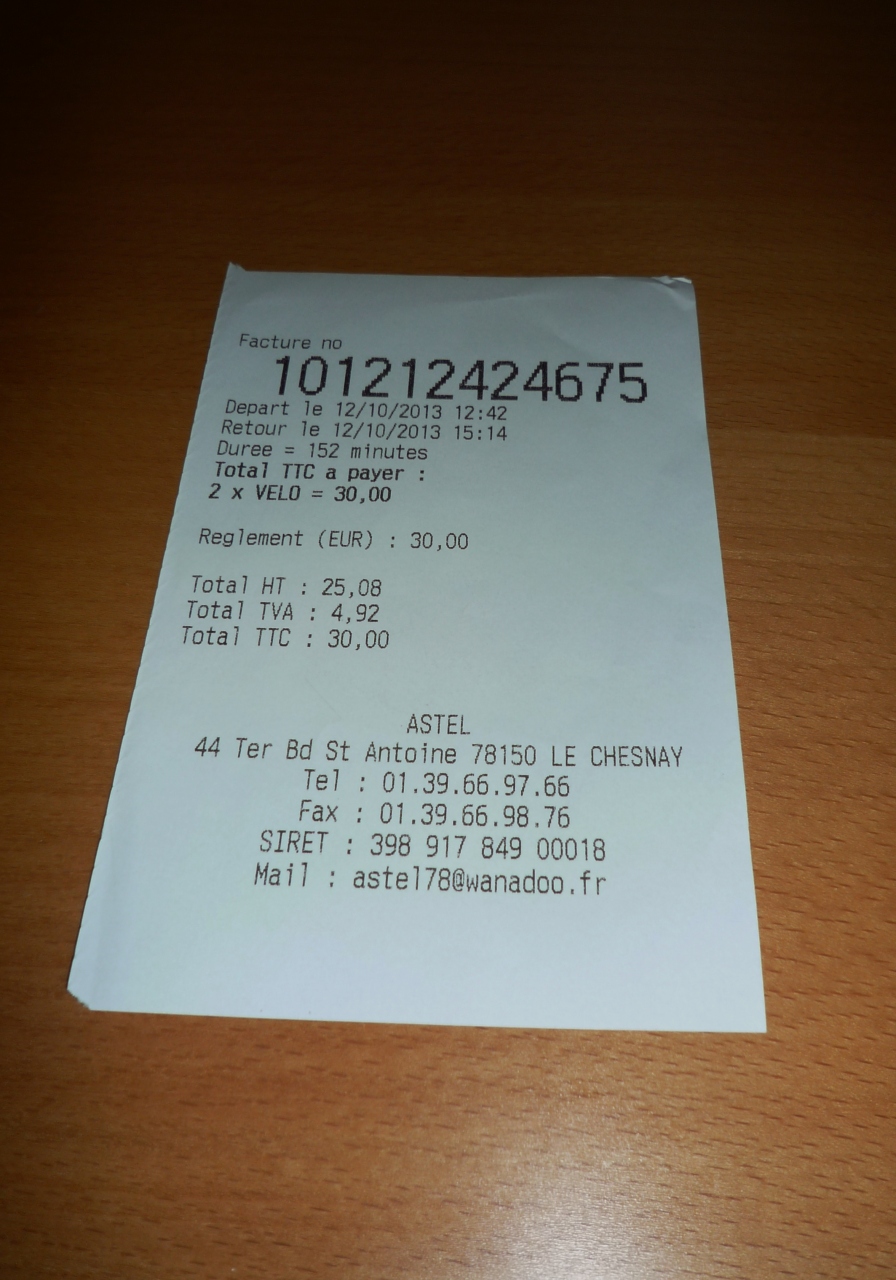 Facture no
101212424675
Depart le 12/10/2013 12:42
Retour le 12/10/2013 15:14
Duree = 152 minutes
Total TTC a payer :
2 x VELO = 30,00
Reglement (EUR) : 30,00
Total HT : 25,08
Total TVA : 4,92
Total TTC : 30,00
ASTEL
44 Ter Bd St Antoine 78150 LE CHESNAY
Tel : 01.39.66.97.66
Fax : 01.39.66.98.76
SIRET : 398 917 849 00018
Mail : astel78@wanadoo.fr